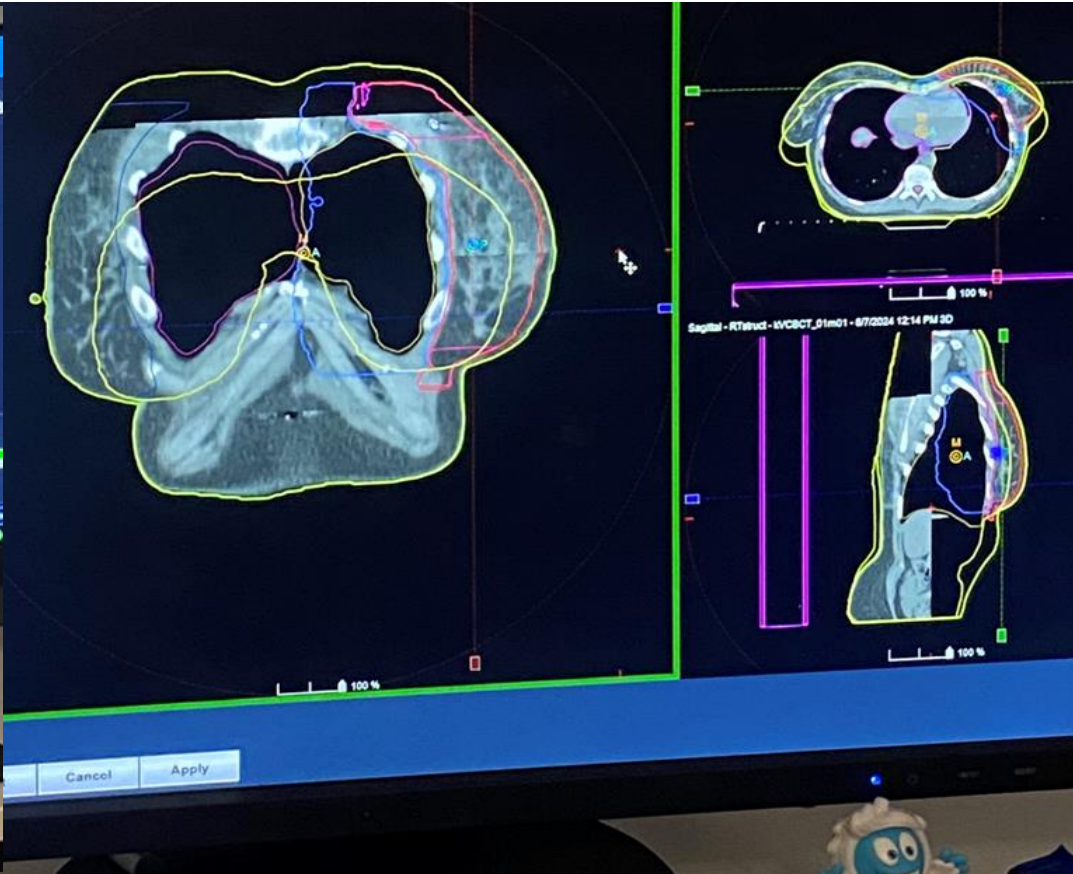 M
A
100 %
100 %
Sagittal - RTstruct - kVCBCT_01m01 - 6/7/2024 12:14 PM 3D
M
A
100 %
Cancel
Apply